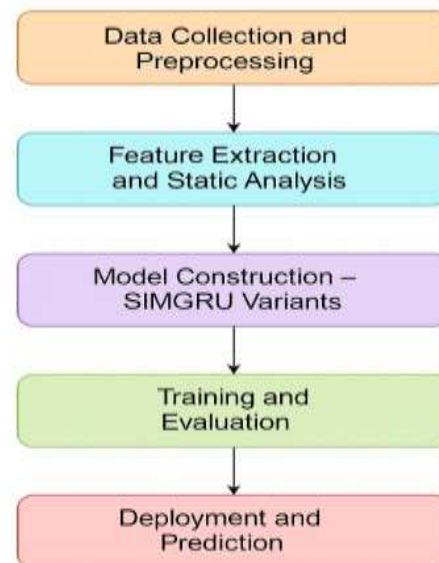 Data Collection and
Preprocessing
Feature Extraction
and Static Analysis
Model Construction –
SIMGRU Variants
Training and
Evaluation
Deployment and
Prediction